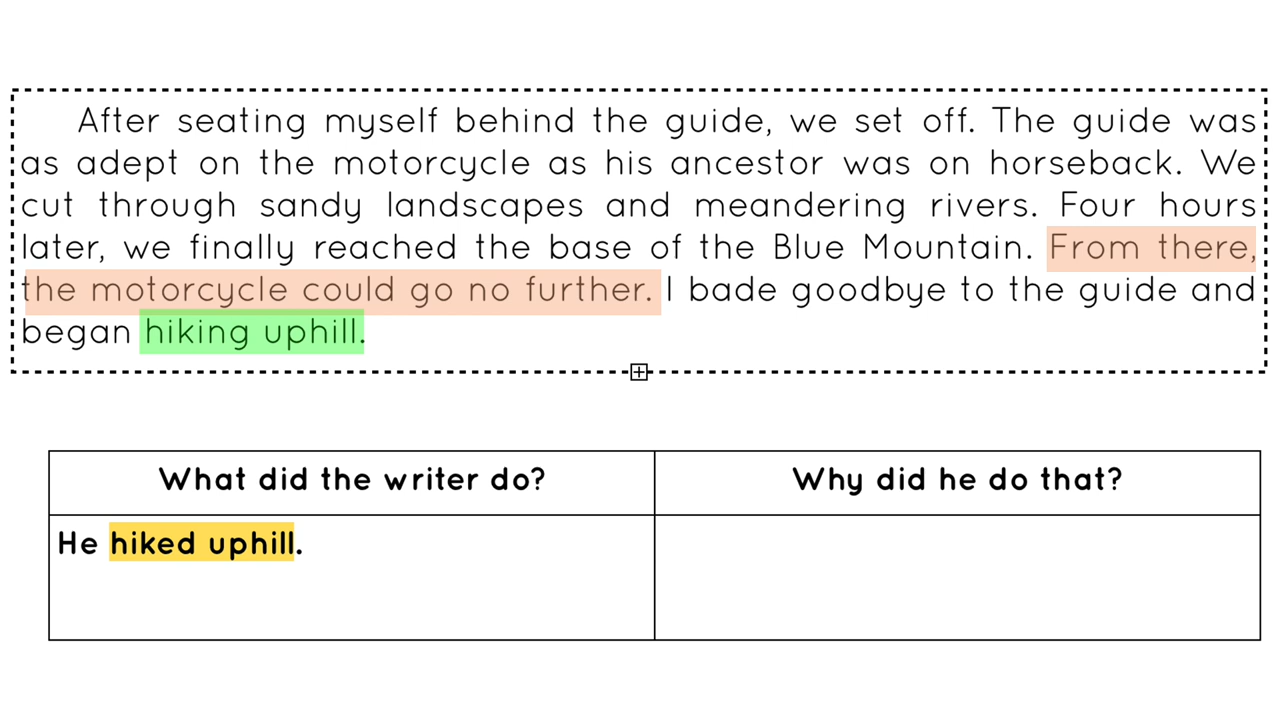 After seating myself behind the guide, we set off. The guide was
as adept on the motorcycle as his ancestor was on horseback. We
cut through sandy landscapes and meandering rivers. Four hours
later, we finally reached the base of the Blue Mountain. From there,
the motorcycle could go no further. I bade goodbye to the guide and
began hiking uphill.
What did the writer do?
Why did he do that?
He hiked uphill.